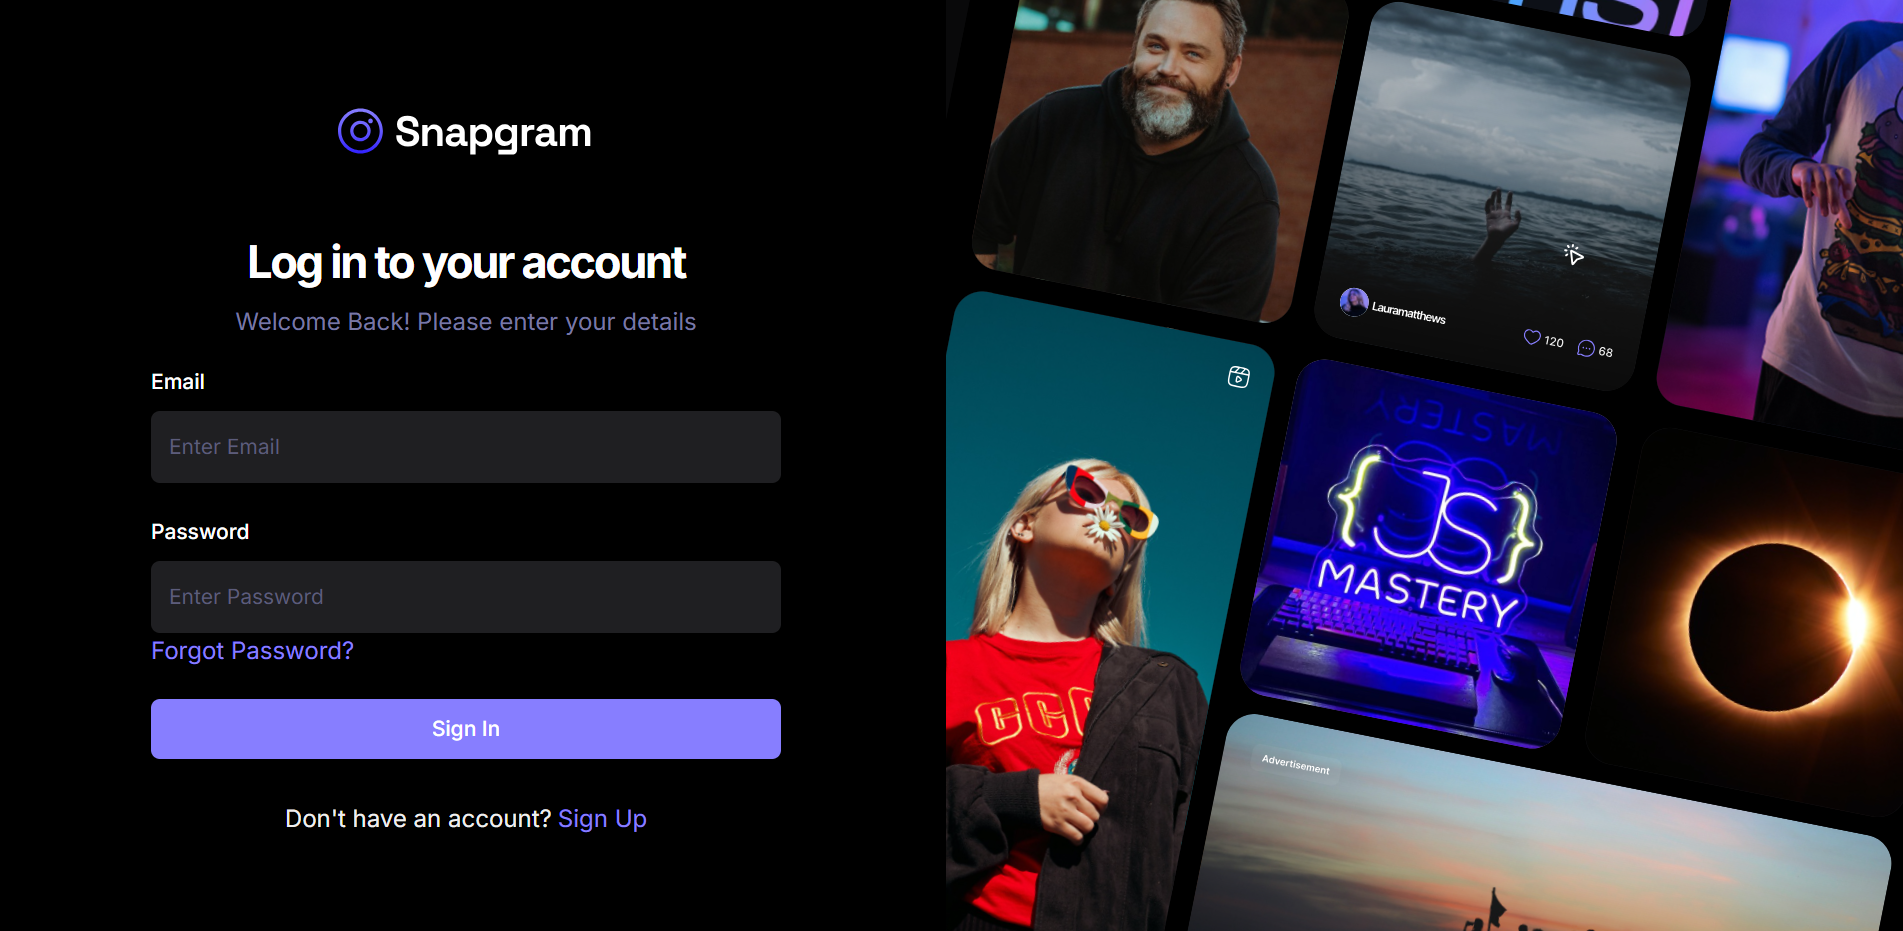 Snapgram
Log in to your account
Welcome Back! Please enter your details
Email
Enter Email
Password
Enter Password
Forgot Password?
Sign In
Don't have an account? Sign Up
Lauramatthews
120
68
MASTERY
{JS}
MASTERY
CCC
Advertisement